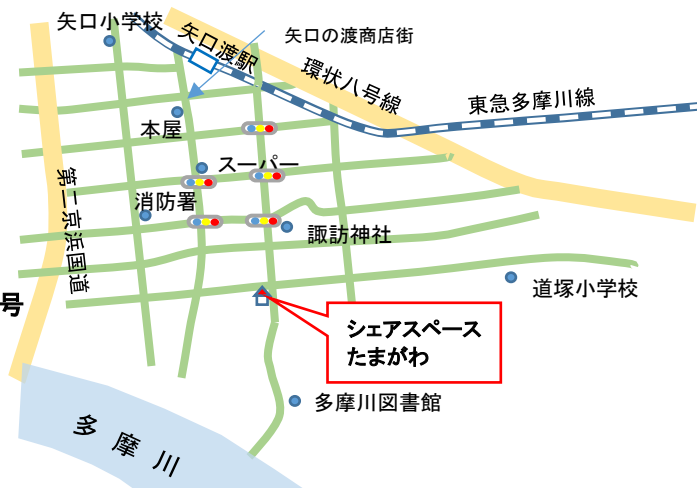 矢口小学校
矢口渡駅
矢口の渡商店街
環状八号線
東急多摩川線
本屋
スーパー
第二京浜国道
消防署
諏訪神社
道塚小学校
号
シェアスペース
たまがわ
多摩川図書館
多摩川